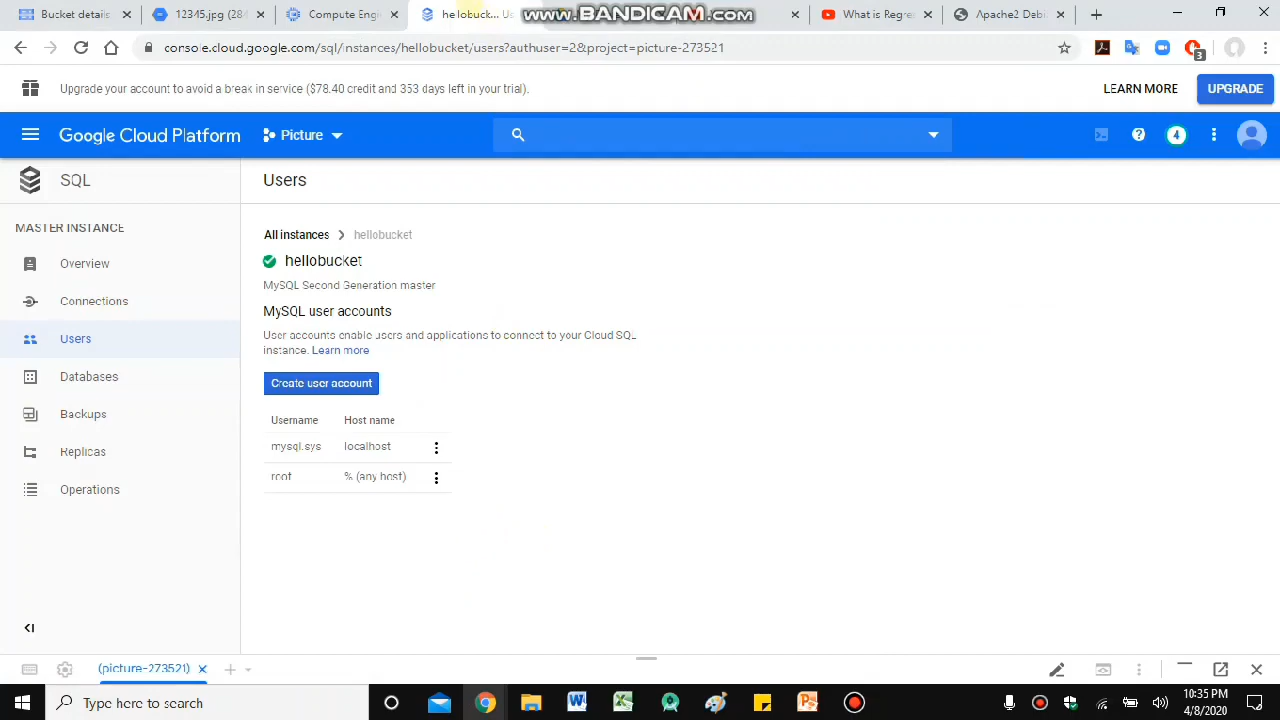 Bucket details
12345.jpg (28
Compute Engi
hellobuck... Us
www.BANDICAM.com
What is Regre
Apache2 Debu
console.cloud.google.com/sql/instances/hellobucket/users?authuser=2&project=picture-273521
3
Upgrade your account to avoid a break in service ($78.40 credit and 353 days left in your trial).
LEARN MORE
UPGRADE
Google Cloud Platform
Picture
4
SQL
Users
MASTER INSTANCE
Overview
Connections
Users
Databases
Backups
Replicas
Operations
All instances > hellobucket
hellobucket
MySQL Second Generation master
MySQL user accounts
User accounts enable users and applications to connect to your Cloud SQL
instance. Learn more
Create user account
Username Host name
mysql.sys localhost
root % (any host)
(picture-273521)
Type here to search
10:35 PM
4/8/2020